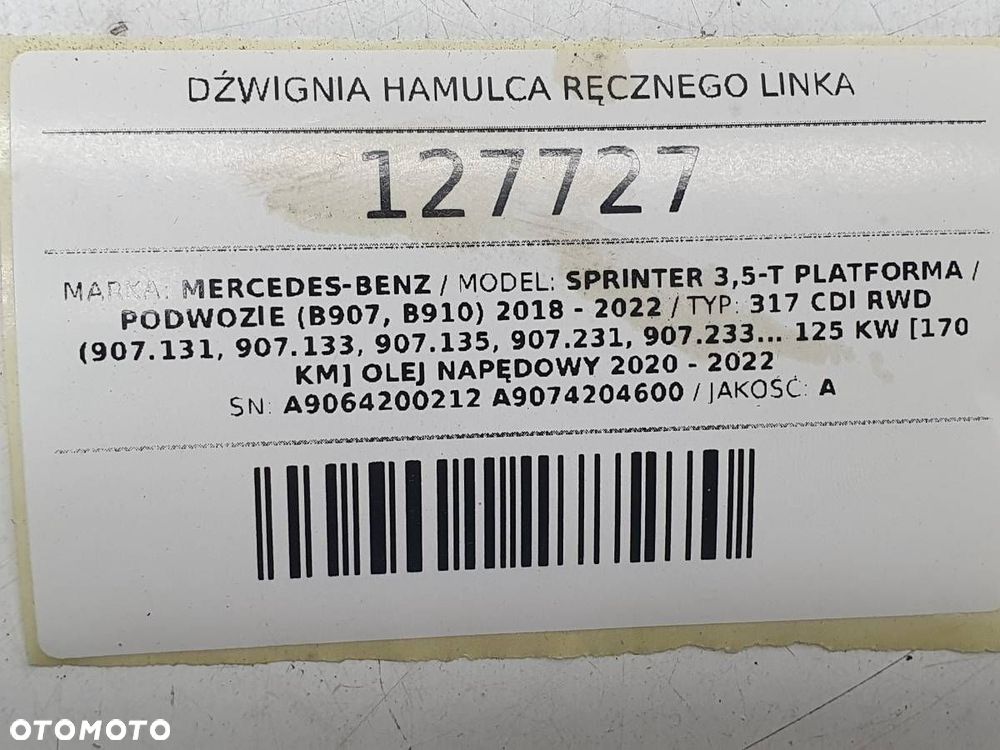 DŹWIGNIA HAMULCA RĘCZNEGO LINKA
127727
MARKA: MERCEDES-BENZ / MODEL: SPRINTER 3,5-T PLATFORMA /
PODWOZIE (B907, B910) 2018 - 2022 / TYP: 317 CDI RWD
(907.131, 907.133, 907.135, 907.231, 907.233... 125 KW [170
KM] OLEJ NAPĘDOWY 2020 - 2022
SN: A9064200212 A9074204600 / JAKOŚĆ: A
OTOMOTO